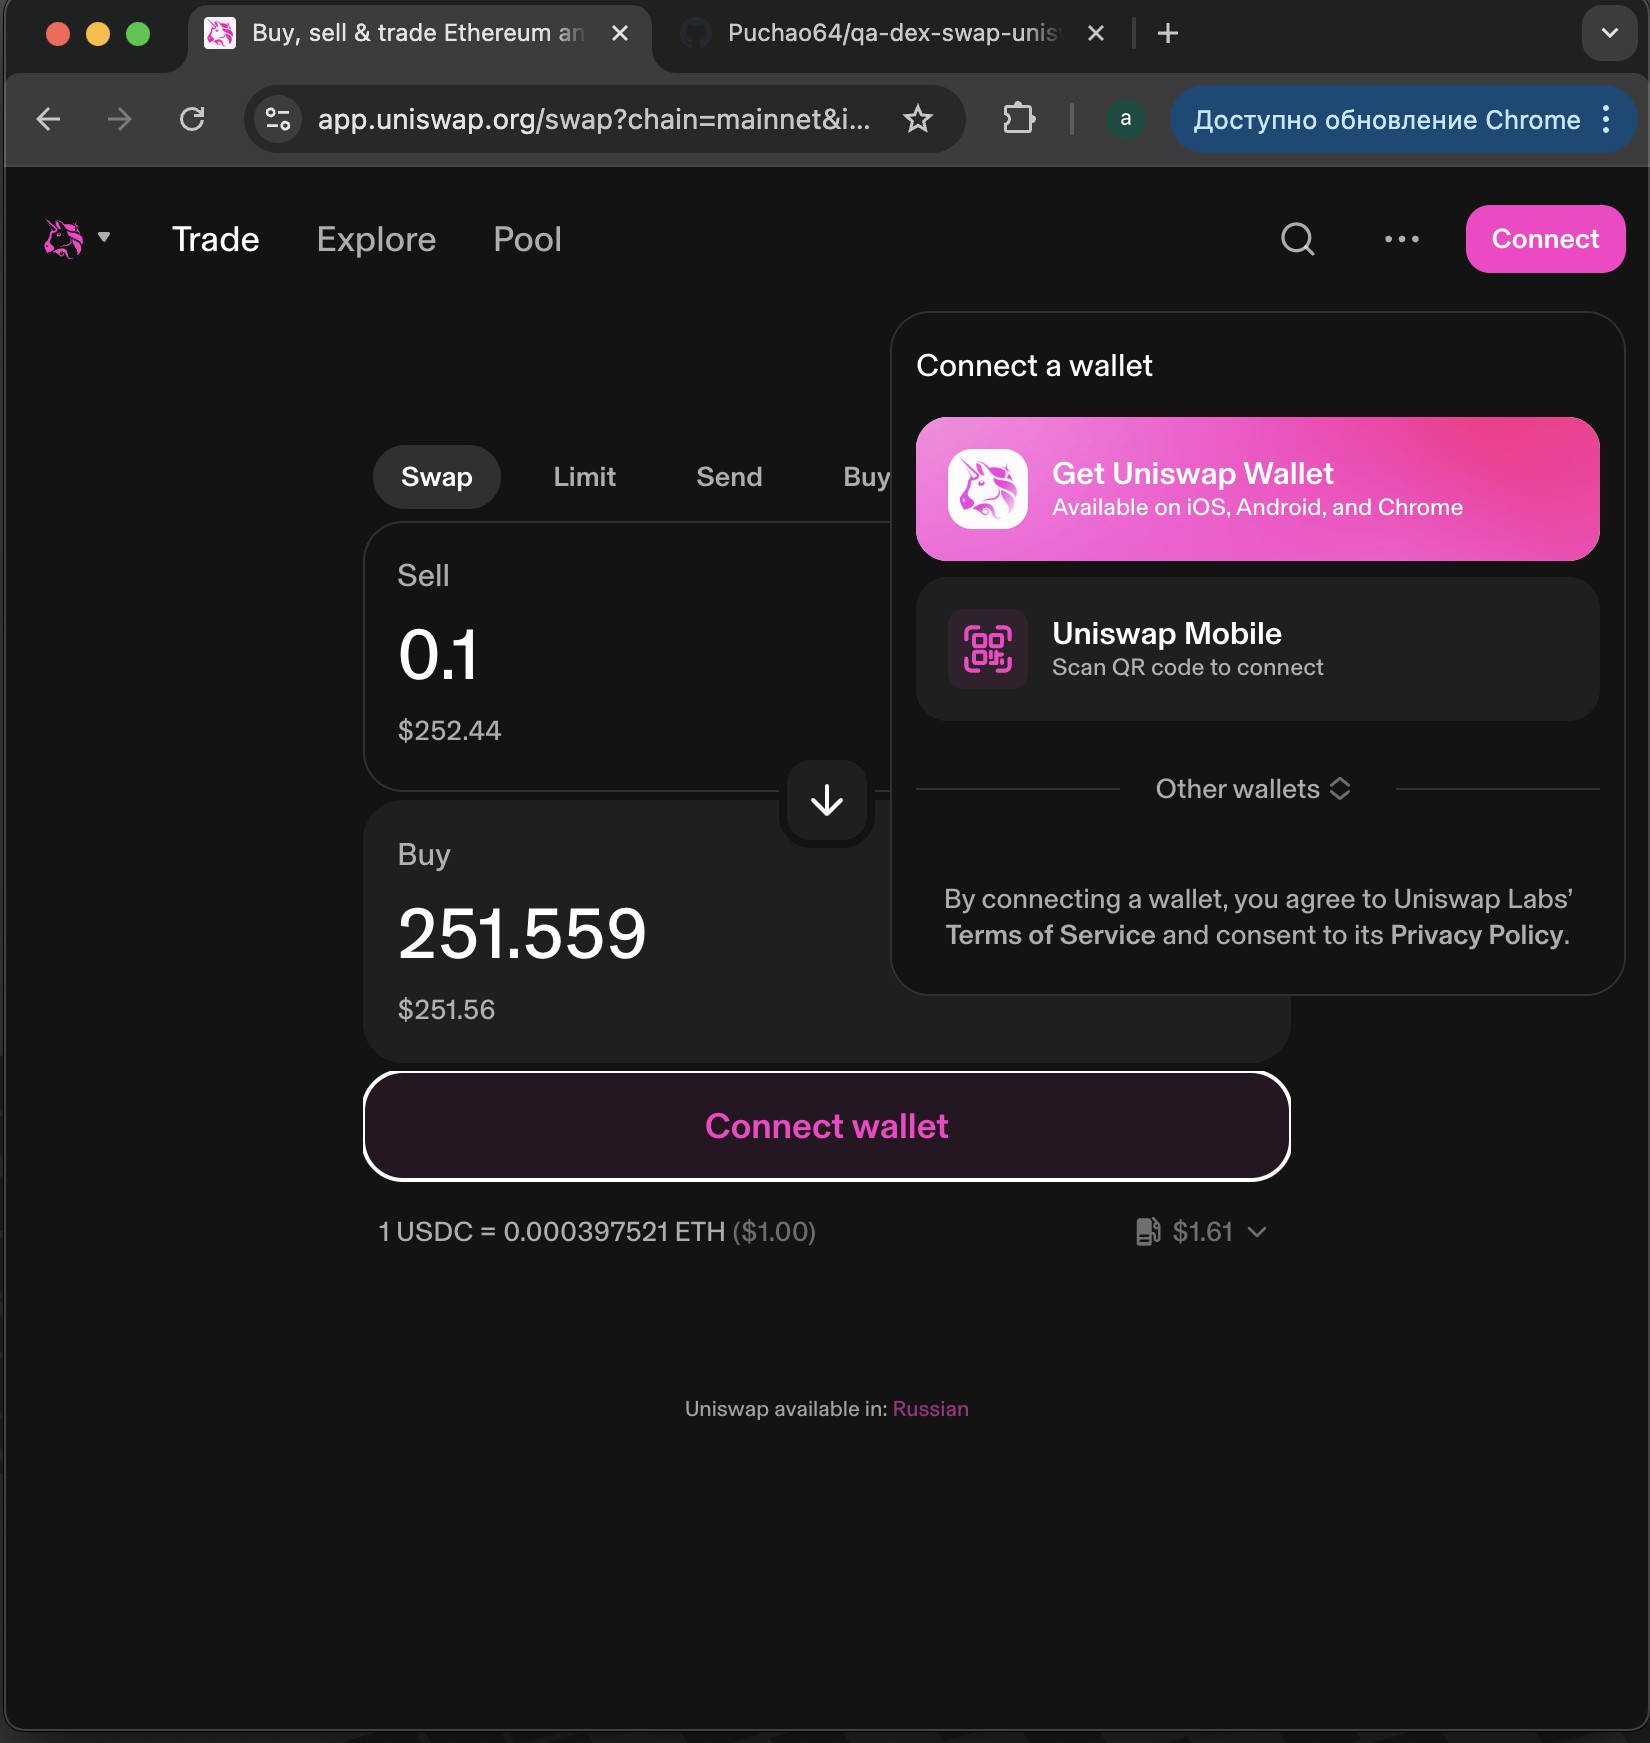 Buy, sell & trade Ethereum an
Puchao64/qa-dex-swap-unis
app.uniswap.org/swap?chain=mainnet&i...
a
Доступно обновление Chrome
Trade
Explore
Pool
Connect
Connect a wallet
Get Uniswap Wallet
Available on iOS, Android, and Chrome
Uniswap Mobile
Scan QR code to connect
Other wallets
By connecting a wallet, you agree to Uniswap Labs’
Terms of Service and consent to its Privacy Policy.
Swap
Limit
Send
Buy
Sell
0.1
$252.44
Buy
251.559
$251.56
Connect wallet
1 USDC = 0.000397521 ETH ($1.00)
$1.61
Uniswap available in: Russian